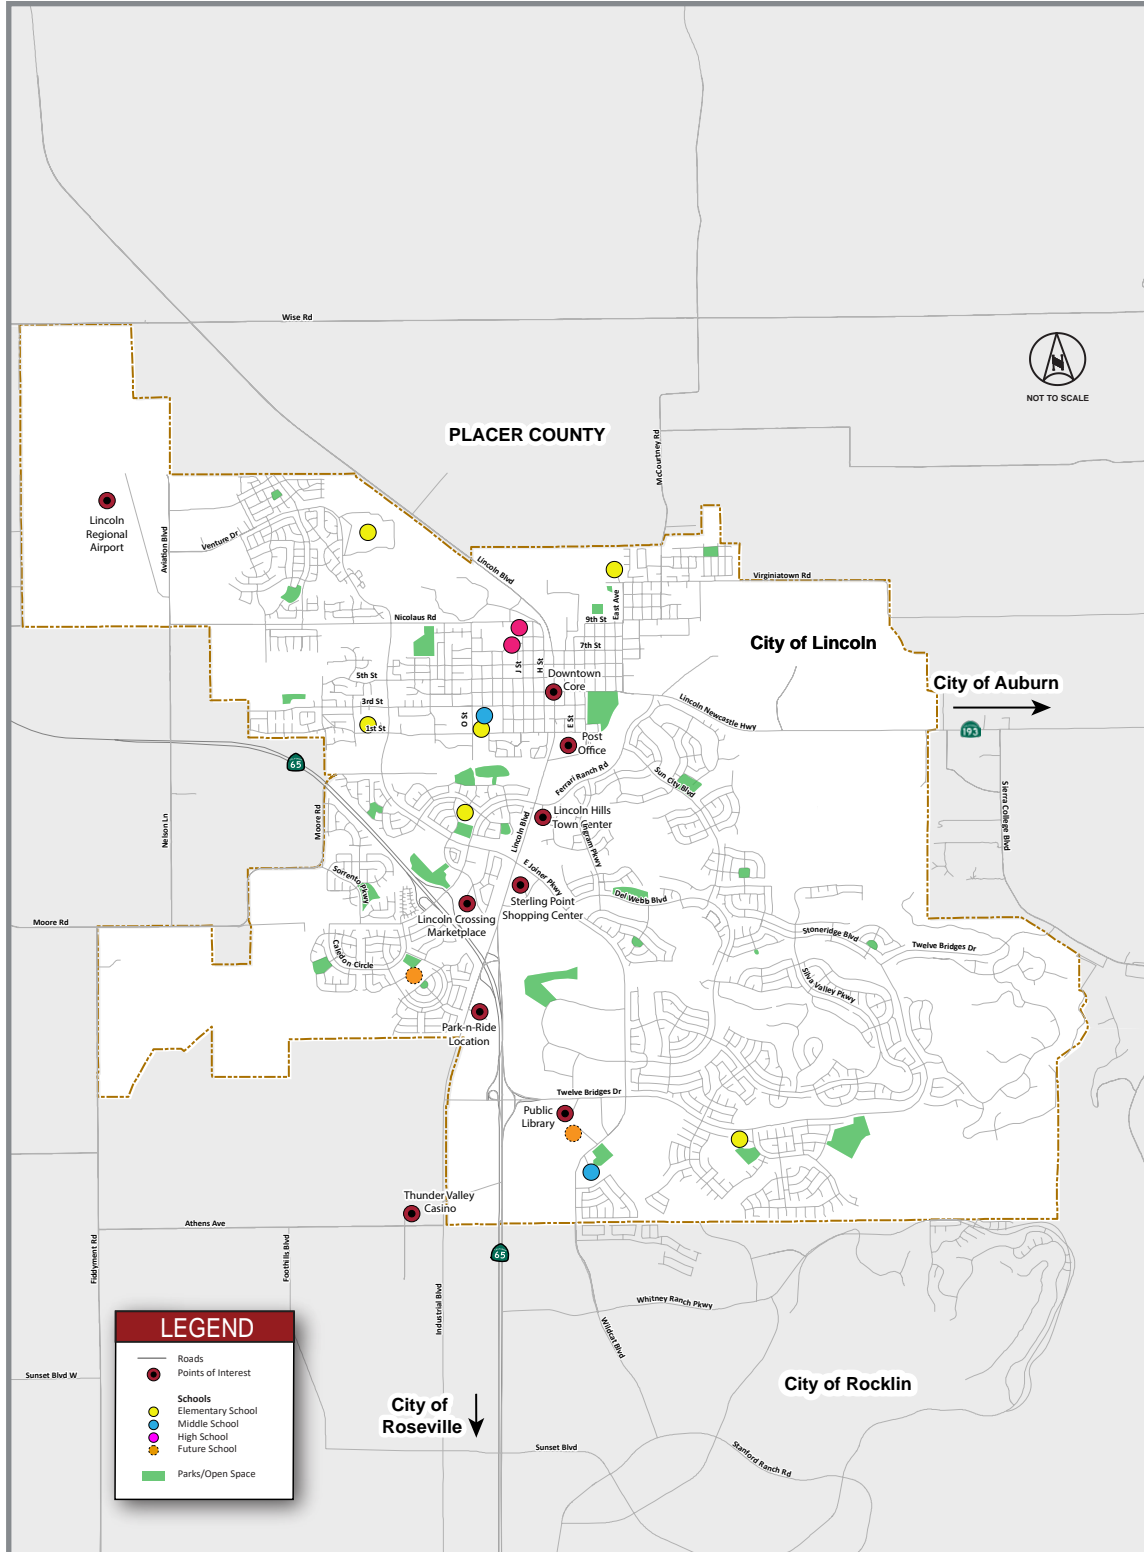 Wise Rd
N
NOT TO SCALE
PLACER COUNTY
McCourtney Rd
Lincoln
Regional
Airport
Aviation Blvd
Venture Dr
Lincoln Blvd
Virginiatown Rd
East Ave
Nicolaus Rd
9th St
7th St
J St
H St
City of Lincoln
5th St
Downtown
Core
City of Auburn
3rd St
O St
1st St
E St
Lincoln Newcastle Hwy
193
Post
Office
65
Ferrari Ranch Rd
Sun City Blvd
Sierra College Blvd
Nelson Ln
Moore Rd
Lincoln Blvd
Lincoln Hills
Town Center
Ingram Pkwy
E Joiner Pkwy
Sorrento Pkwy
Sterling Point
Shopping Center
Del Webb Blvd
Moore Rd
Lincoln Crossing
Marketplace
Stoneridge Blvd
Twelve Bridges Dr
Caledon Circle
Silva Valley Pkwy
Park-n-Ride
Location
Twelve Bridges Dr
Public
Library
Thunder Valley
Casino
Athens Ave
65
Fiddyment Rd
Foothills Blvd
Industrial Blvd
Whitney Ranch Pkwy
Wildcat Blvd
LEGEND
Roads
Points of Interest
Schools
Elementary School
Middle School
High School
Future School
Parks/Open Space
Sunset Blvd W
City of Rocklin
City of
Roseville
Sunset Blvd
Stanford Ranch Rd